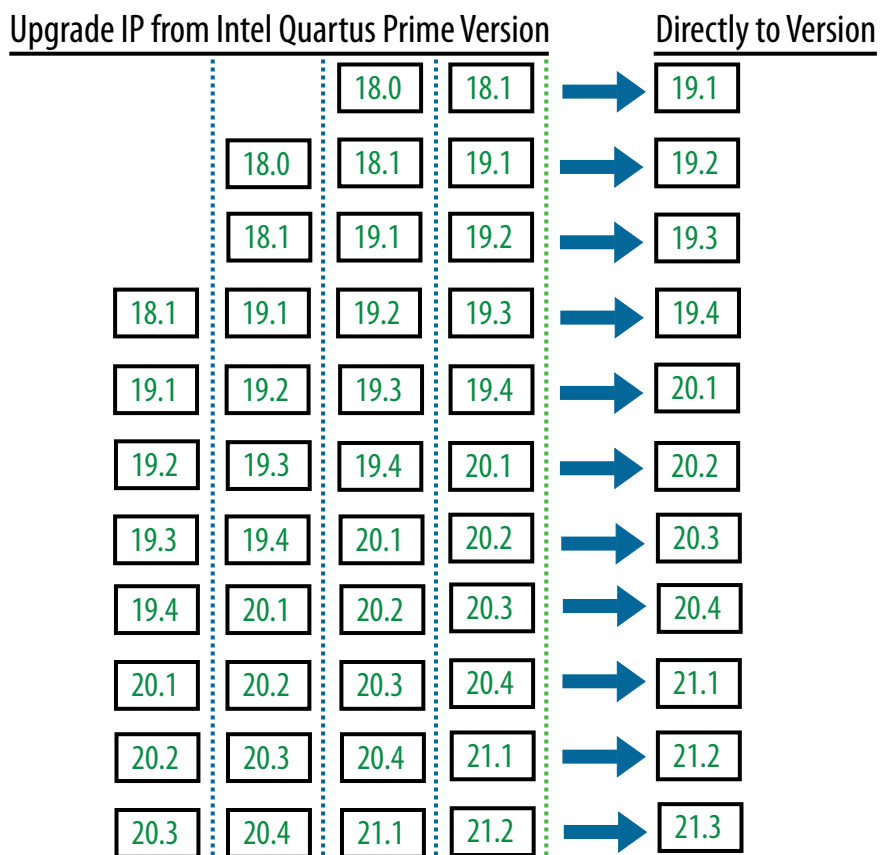 Upgrade IP from Intel Quartus Prime Version Directly to Version
18.0 18.1 19.1
18.0 18.1 19.1 19.2
18.1 19.1 19.2 19.3
18.1 19.1 19.2 19.3 19.4
19.1 19.2 19.3 19.4 20.1
19.2 19.3 19.4 20.1 20.2
19.3 19.4 20.1 20.2 20.3
19.4 20.1 20.2 20.3 20.4
20.1 20.2 20.3 20.4 21.1
20.2 20.3 20.4 21.1 21.2
20.3 20.4 21.1 21.2 21.3